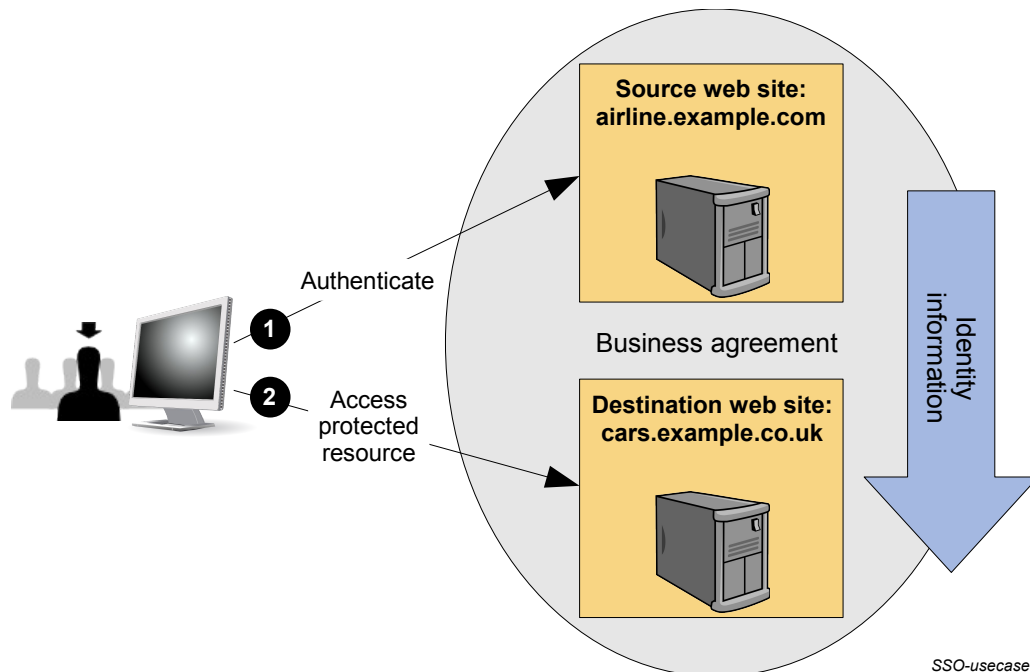 Source web site:
airline.example.com
Authenticate
1
Business agreement
2
Access
protected
resource
Destination web site:
cars.example.co.uk
Identity
information
SSO-usecase